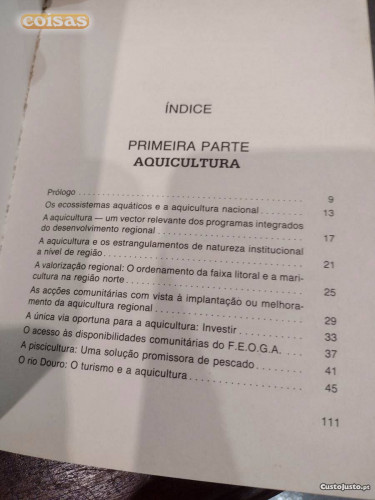 coisas
ÍNDICE
PRIMEIRA PARTE
AQUICULTURA
Prólogo 9
Os ecossistemas aquáticos e a aquicultura nacional 13
A aquicultura — um vector relevante dos programas integrados
do desenvolvimento regional 17
A aquicultura e os estrangulamentos de natureza institucional
a nível de região 21
A valorização regional: O ordenamento da faixa litoral e a mari-
cultura na região norte 25
As acções comunitárias com vista à implantação ou melhora-
mento da aquicultura regional 29
A única via oportuna para a aquicultura: Investir 33
O acesso às disponibilidades comunitárias do F.E.O.G.A. 37
A piscicultura: Uma solução promissora de pescado 41
O rio Douro: O turismo e a aquicultura 45
111
CustoJusto.pt